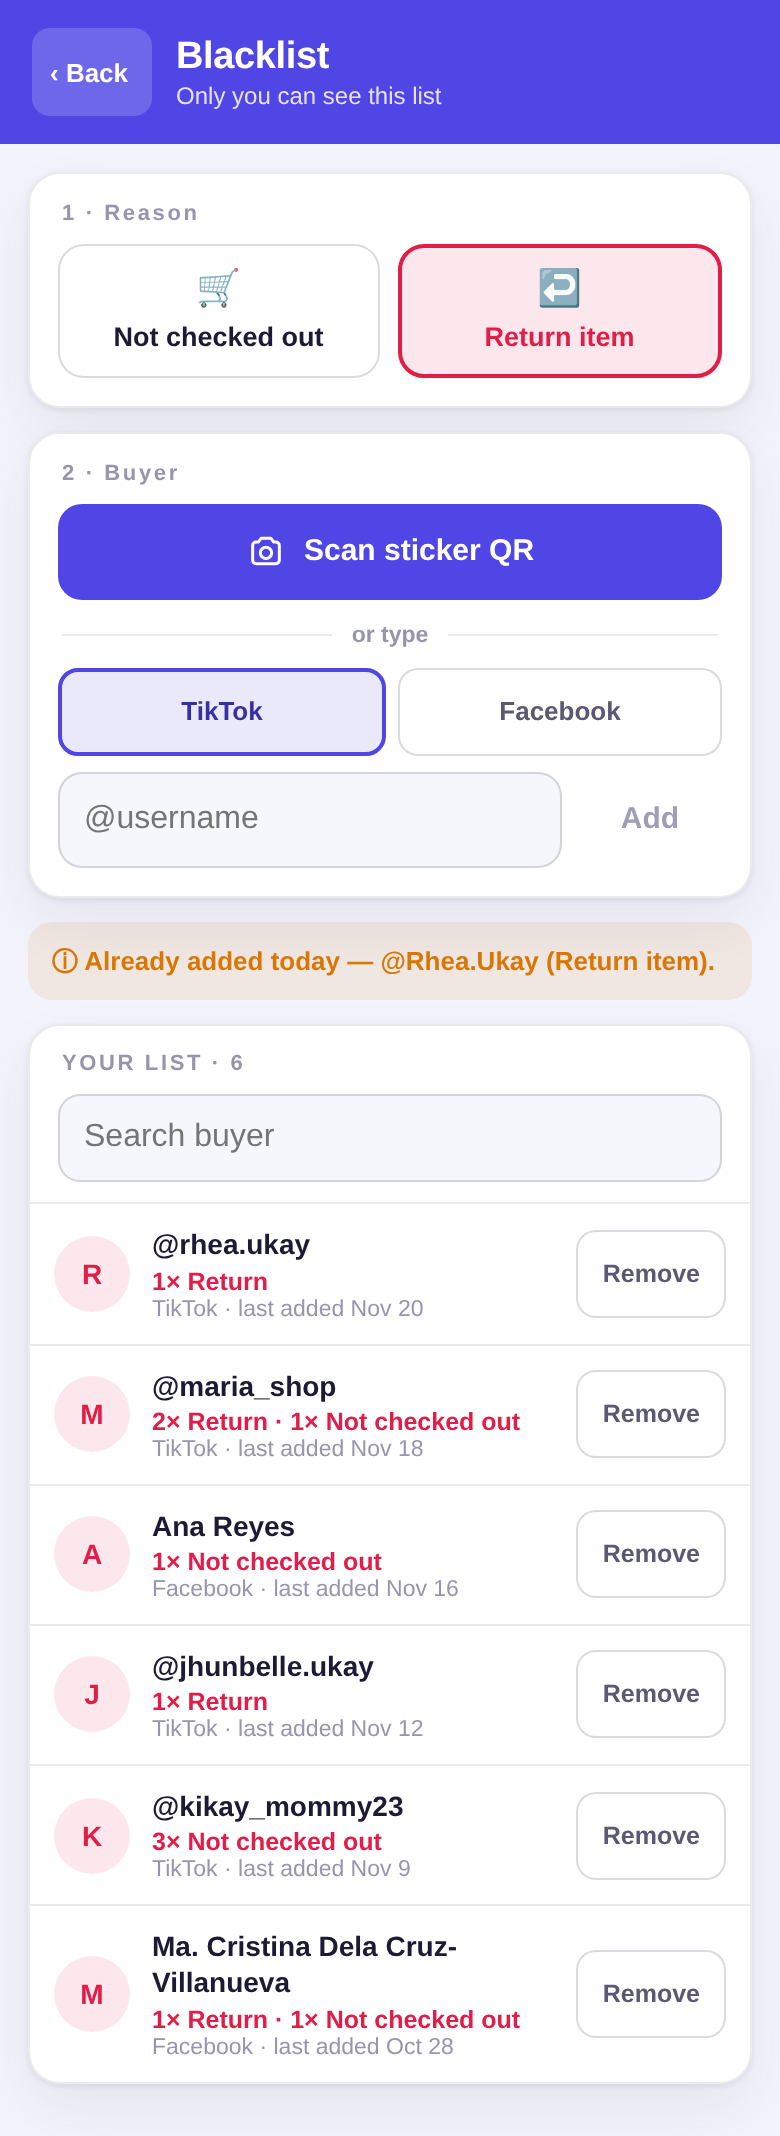 ‹ Back
Blacklist
Only you can see this list
1 · Reason
Not checked out
Return item
2 · Buyer
Scan sticker QR
or type
TikTok
Facebook
@username
Add
ⓘ Already added today — @Rhea.Ukay (Return item).
YOUR LIST · 6
Search buyer
R
@rhea.ukay
1× Return
TikTok · last added Nov 20
Remove
M
@maria_shop
2× Return · 1× Not checked out
TikTok · last added Nov 18
Remove
A
Ana Reyes
1× Not checked out
Facebook · last added Nov 16
Remove
J
@jhunbelle.ukay
1× Return
TikTok · last added Nov 12
Remove
K
@kikay_mommy23
3× Not checked out
TikTok · last added Nov 9
Remove
M
Ma. Cristina Dela Cruz-
Villanueva
1× Return · 1× Not checked out
Facebook · last added Oct 28
Remove